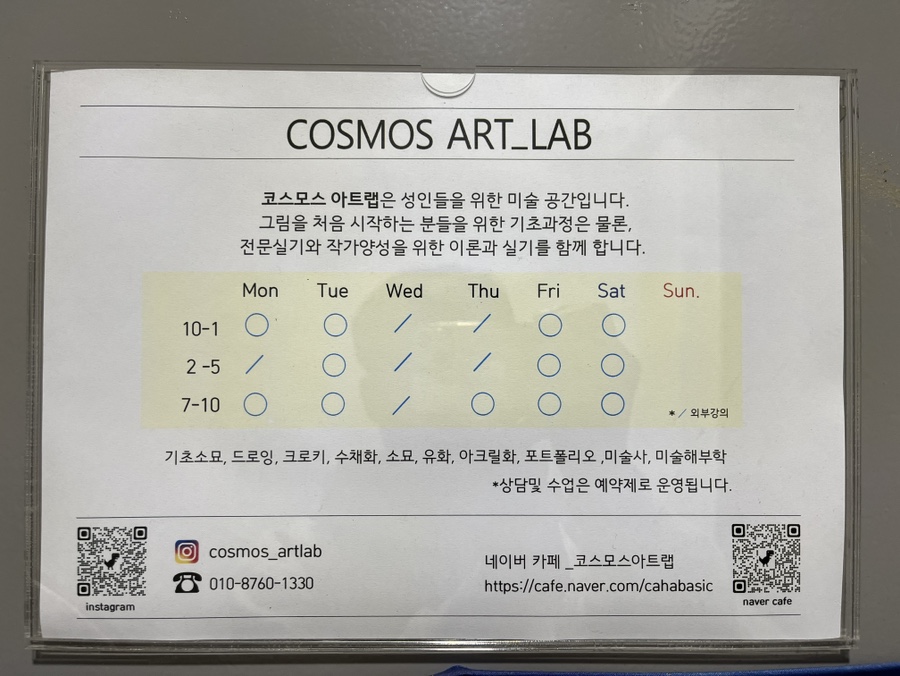 COSMOS ART_LAB
코스모스 아트랩은 성인들을 위한 미술 공간입니다.
그림을 처음 시작하는 분들을 위한 기초과정은 물론,
전문실기와 작가양성을 위한 이론과 실기를 함께 합니다.
Mon Tue Wed Thu Fri Sat Sun.
10-1 ○ ○ / / ○ ○
2 -5 / ○ / / ○ ○
7-10 ○ ○ / ○ ○ ○
* / 외부강의
기초소묘, 드로잉, 크로키, 수채화, 소묘, 유화, 아크릴화, 포트폴리오 ,미술사, 미술해부학
*상담및 수업은 예약제로 운영됩니다.
instagram
cosmos_artlab
010-8760-1330
네이버 카페 _코스모스아트랩
https://cafe.naver.com/cahabasic
naver cafe